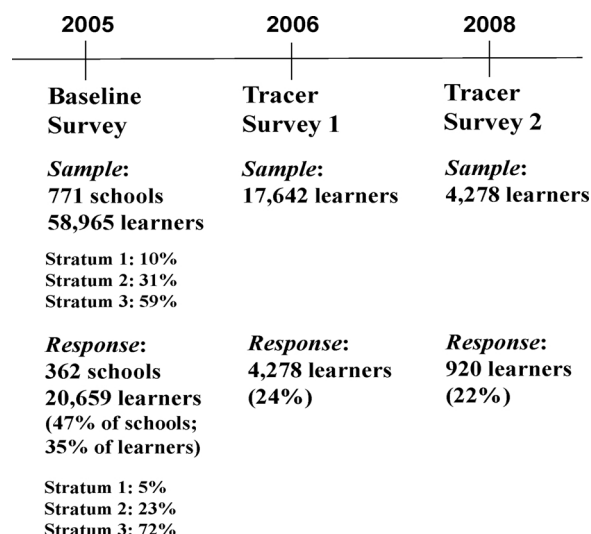 2005 2006 2008
Baseline
Survey
Sample:
771 schools
58,965 learners
Stratum 1: 10%
Stratum 2: 31%
Stratum 3: 59%
Response:
362 schools
20,659 learners
(47% of schools;
35% of learners)
Stratum 1: 5%
Stratum 2: 23%
Stratum 3: 72%
Tracer
Survey 1
Sample:
17,642 learners
Response:
4,278 learners
(24%)
Tracer
Survey 2
Sample:
4,278 learners
Response:
920 learners
(22%)